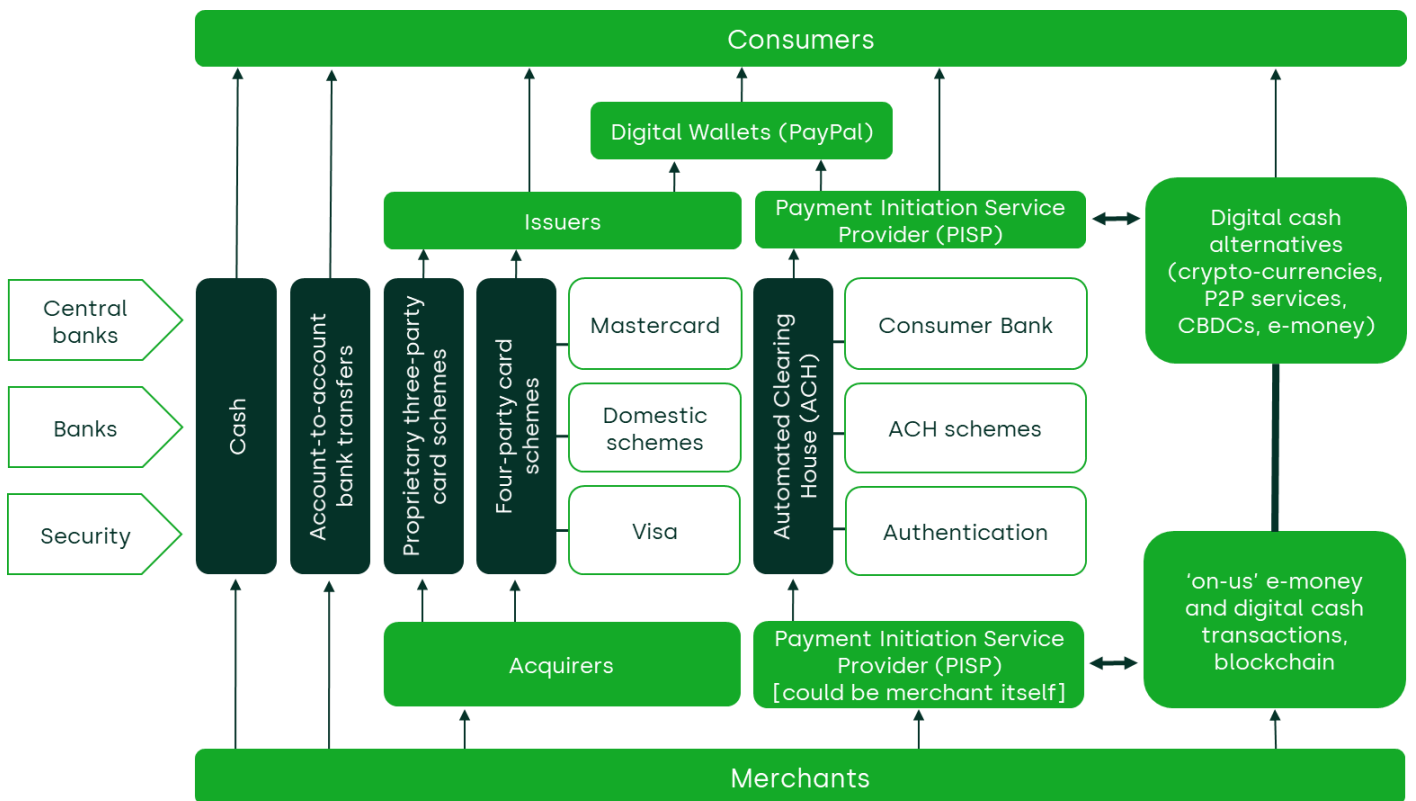 Consumers
Digital Wallets (PayPal)
Issuers
Payment Initiation Service
Provider (PISP)
Digital cash
alternatives
(crypto-currencies,
P2P services,
CBDCs, e-money)
Central
banks
Banks
Security
Cash
Account-to-account
bank transfers
Proprietary three-party
card schemes
Four-party card
schemes
Mastercard
Domestic
schemes
Visa
Automated Clearing
House (ACH)
Consumer Bank
ACH schemes
Authentication
Acquirers
Payment Initiation Service
Provider (PISP)
[could be merchant itself]
‘on-us’ e-money
and digital cash
transactions,
blockchain
Merchants